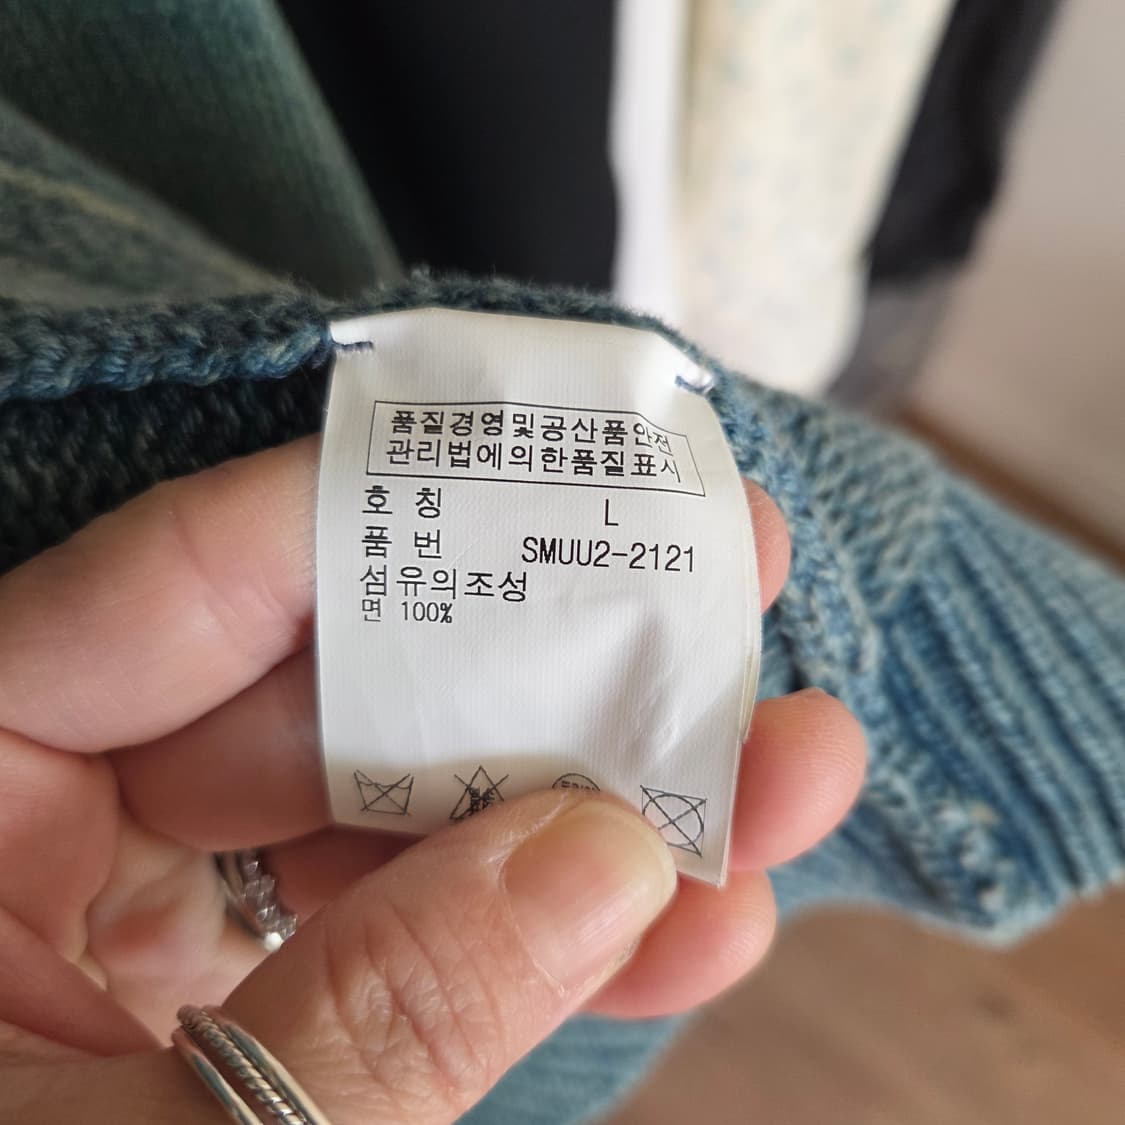 품질경영및공산품안전
관리법에의한품질표시
호 칭 L
품 번 SMUU2-2121
섬유의조성
면 100%